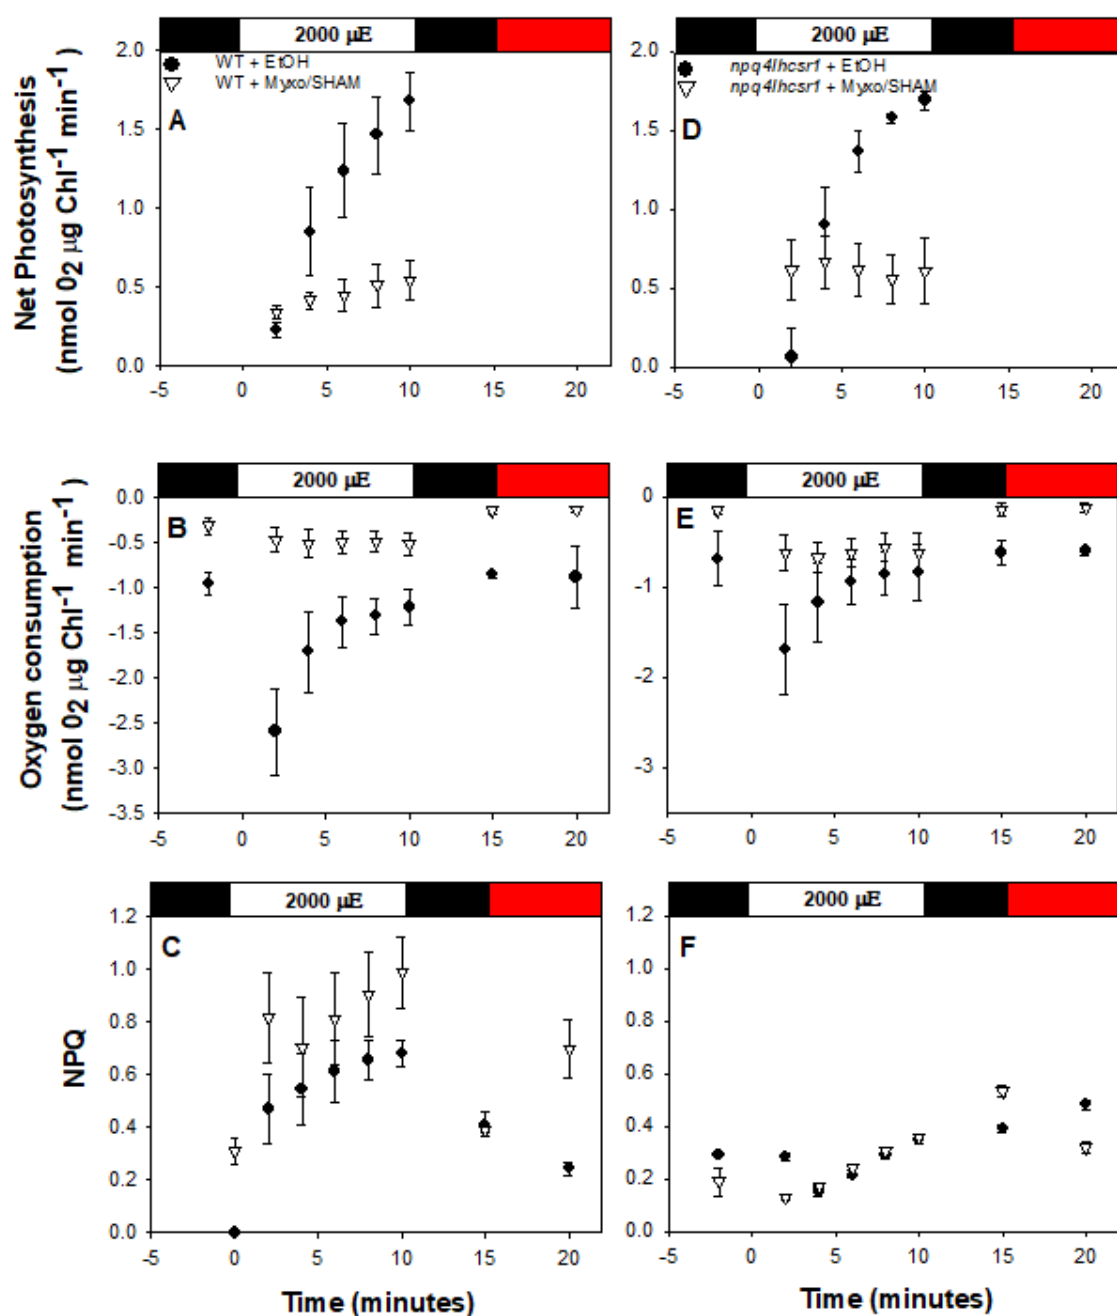 2000 µE
2000 µE
WT + EtOH
WT + Myxo/SHAM
npq4lhcsr1 + EtOH
npq4lhcsr1 + Myxo/SHAM
A
D
Net Photosynthesis
(nmol 0₂ µg Chl⁻¹ min⁻¹)
2.0
1.5
1.0
0.5
0.0
2.0
1.5
1.0
0.5
0.0
-5 0 5 10 15 20
-5 0 5 10 15 20
2000 µE
2000 µE
B
E
Oxygen consumption
(nmol 0₂ µg Chl⁻¹ min⁻¹)
0.0
-0.5
-1.0
-1.5
-2.0
-2.5
-3.0
-3.5
0
-1
-2
-3
-5 0 5 10 15 20
-5 0 5 10 15 20
2000 µE
2000 µE
C
F
NPQ
1.2
1.0
0.8
0.6
0.4
0.2
0.0
1.2
1.0
0.8
0.6
0.4
0.2
0.0
-5 0 5 10 15 20
-5 0 5 10 15 20
Time (minutes)
Time (minutes)